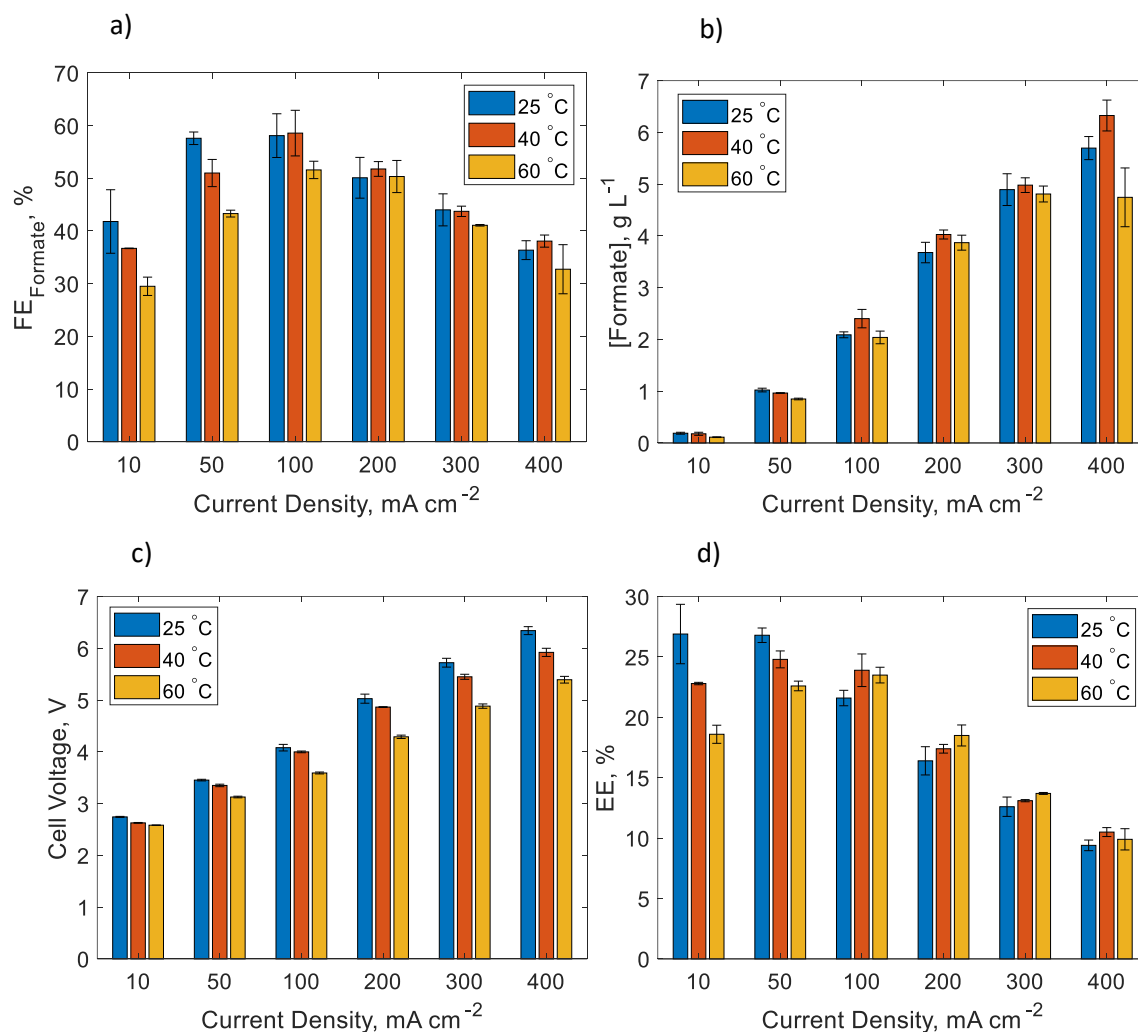 a)
FE_Formate, %
70
60
50
40
30
20
10
0
25 °C
40 °C
60 °C
10 50 100 200 300 400
Current Density, mA cm⁻²
b)
[Formate], g L⁻¹
7
6
5
4
3
2
1
0
25 °C
40 °C
60 °C
10 50 100 200 300 400
Current Density, mA cm⁻²
c)
Cell Voltage, V
7
6
5
4
3
2
1
0
25 °C
40 °C
60 °C
10 50 100 200 300 400
Current Density, mA cm⁻²
d)
EE, %
30
25
20
15
10
5
0
25 °C
40 °C
60 °C
10 50 100 200 300 400
Current Density, mA cm⁻²